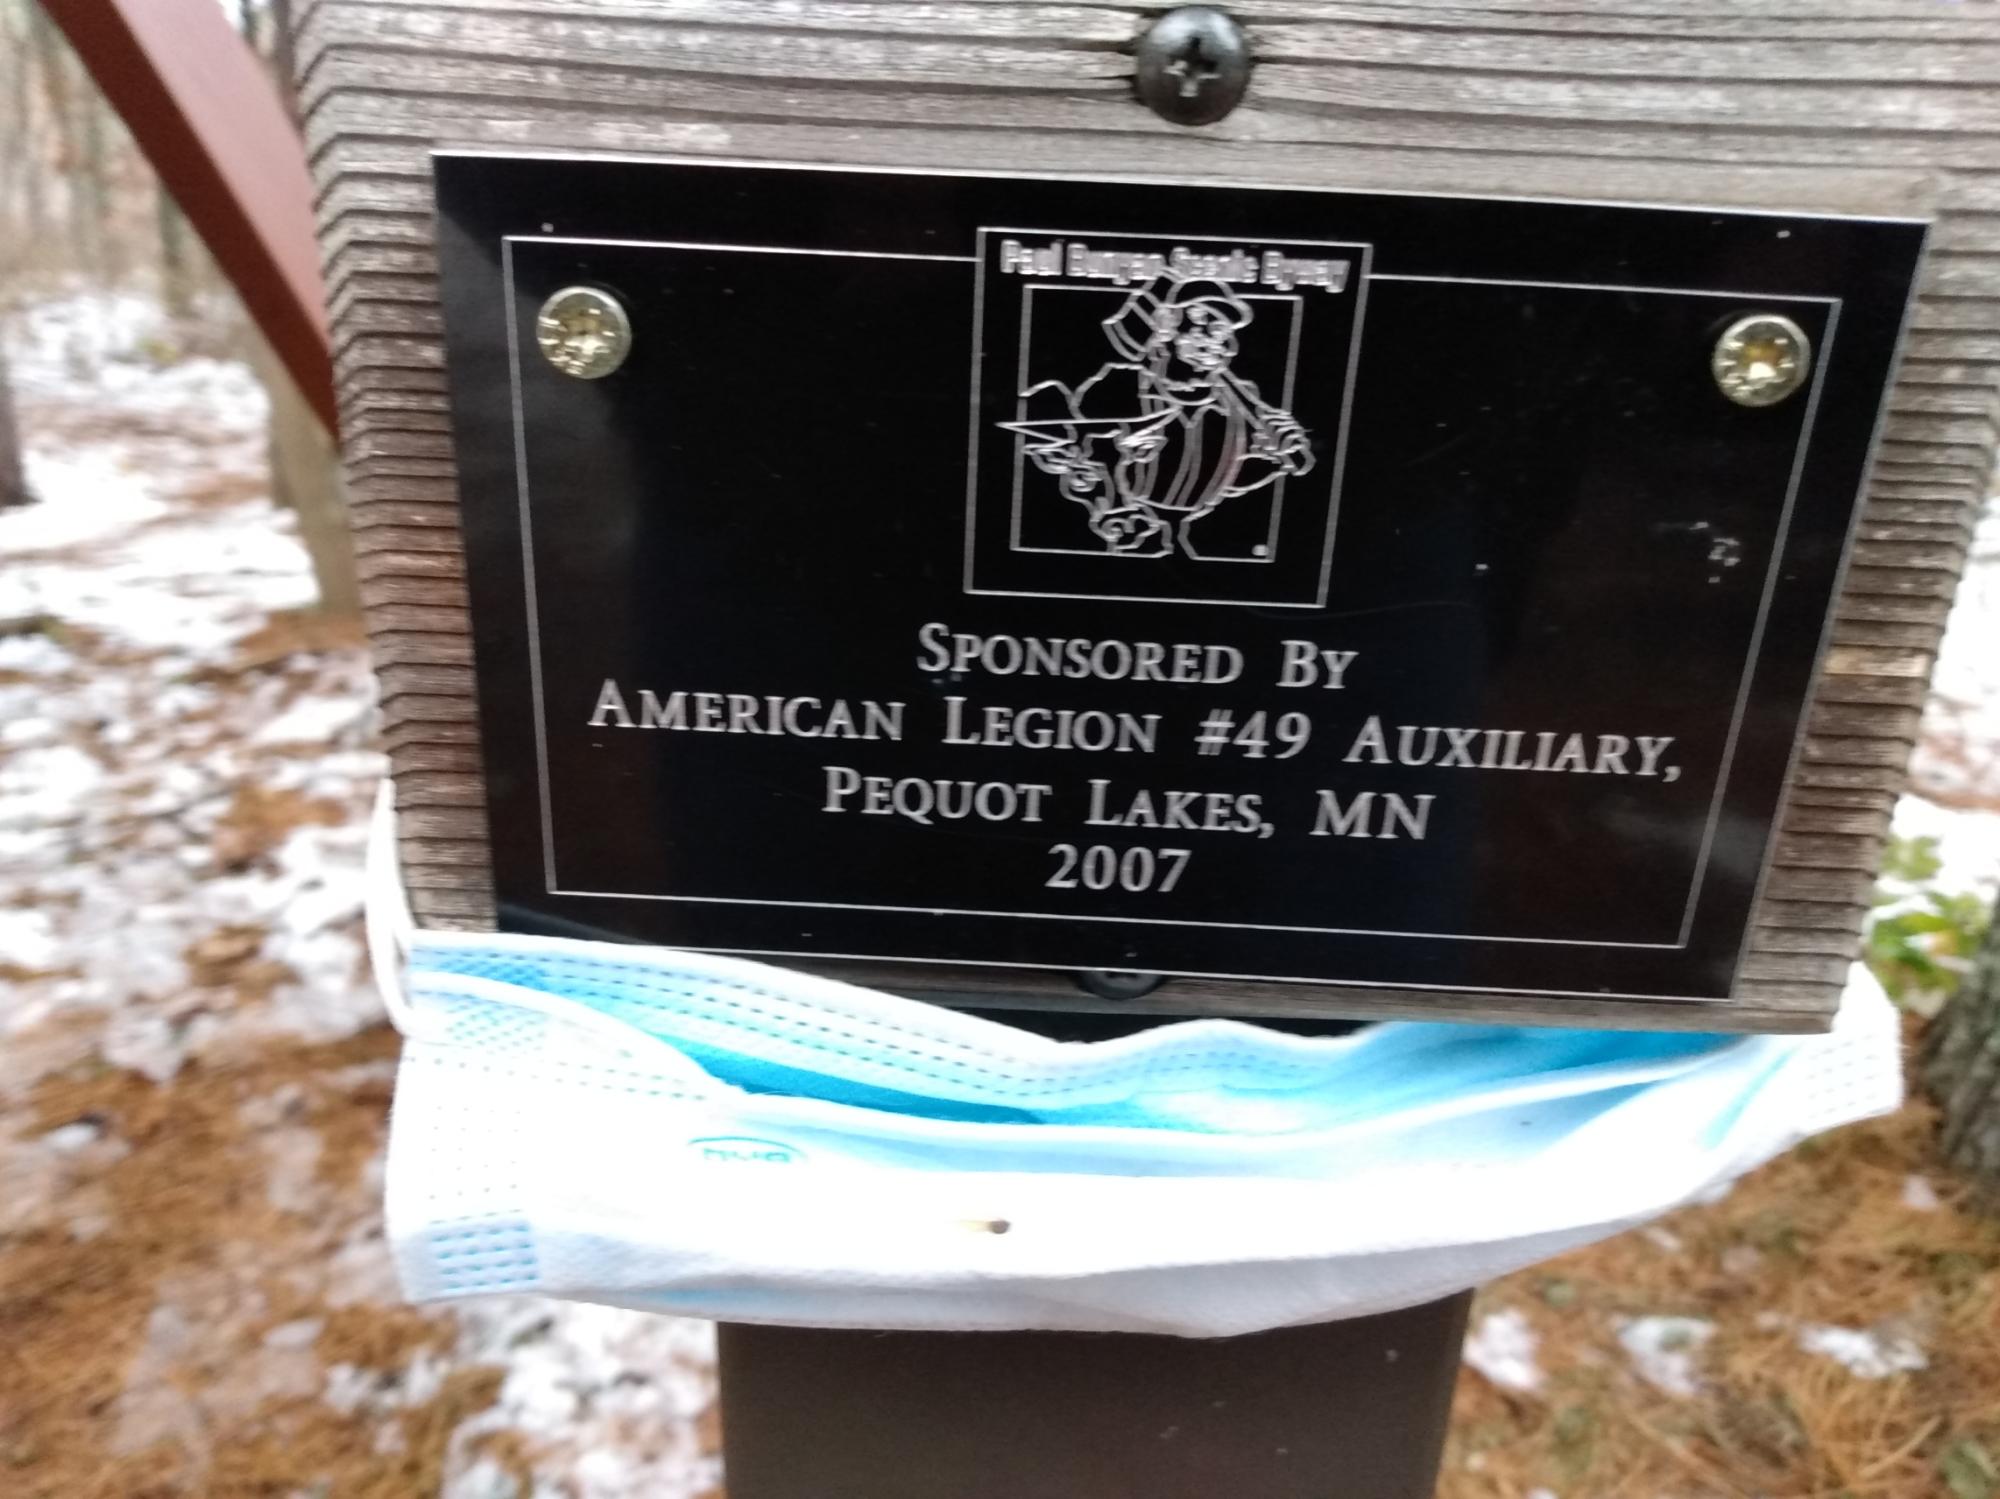 Paul Bunyan Scenic Byway
Sponsored By
American Legion #49 Auxiliary,
Pequot Lakes, MN
2007